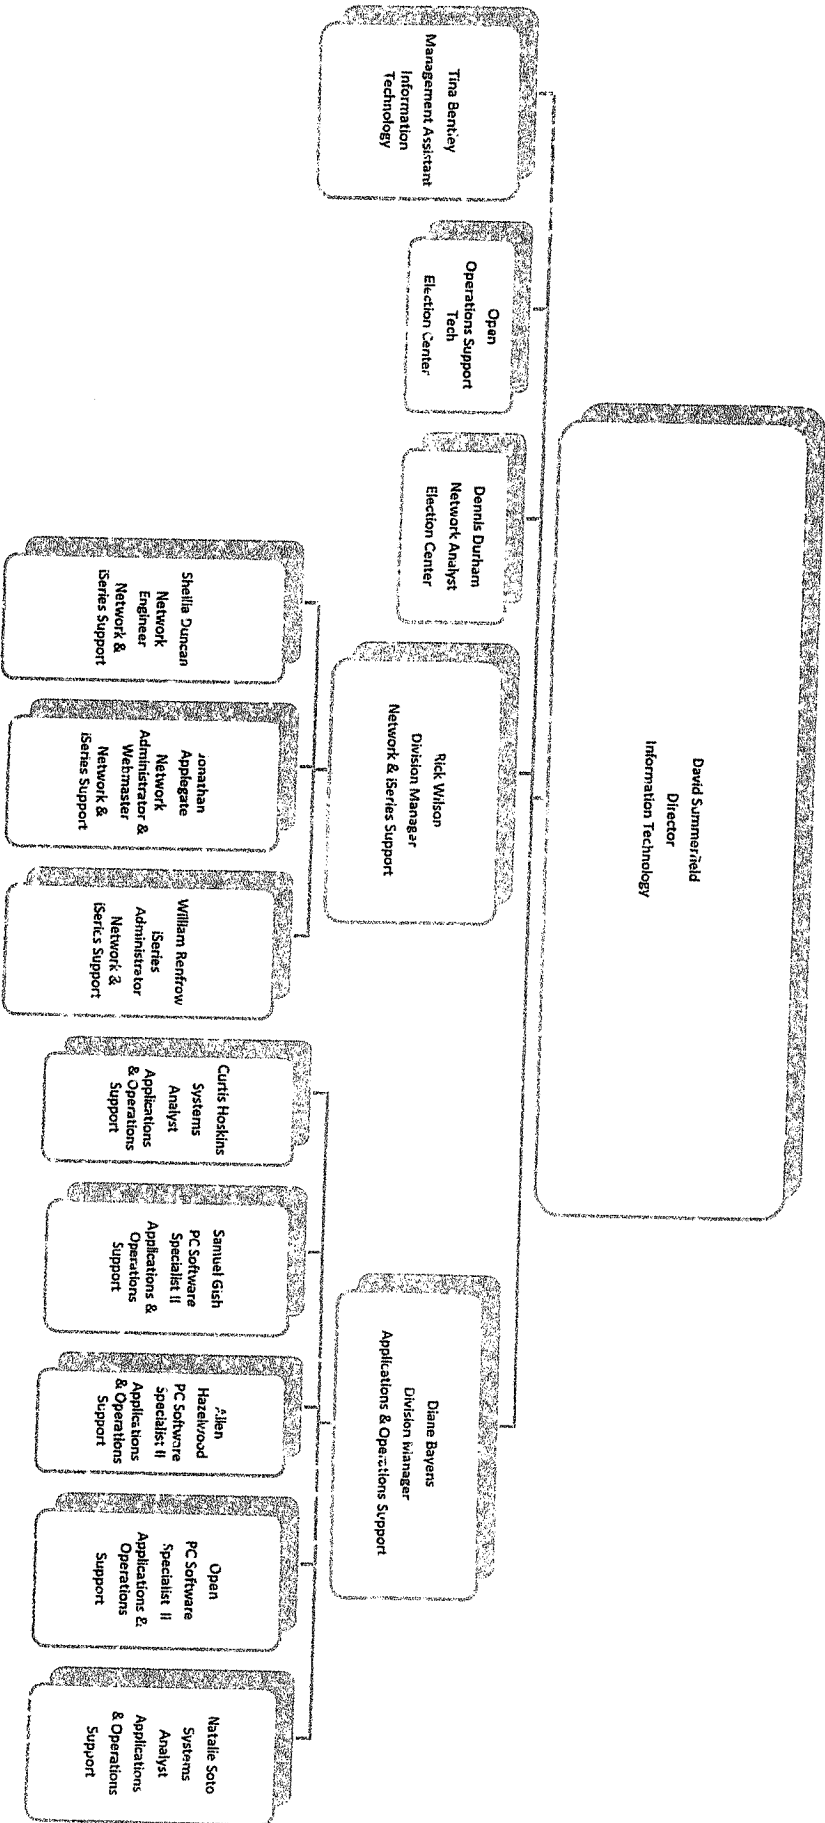 David Summerfield
Director
Information Technology
Tina Bentley
Management Assistant
Information
Technology
Open
Operations Support
Tech
Election Center
Dennis Durham
Network Analyst
Election Center
Rick Wilson
Division Manager
Network & iSeries Support
Diane Bayens
Division Manager
Applications & Operations Support
Sheilia Duncan
Network
Engineer
Network &
iSeries Support
Jonathan
Applegate
Network
Administrator &
Webmaster
Network &
iSeries Support
William Renfrow
iSeries
Administrator
Network &
iSeries Support
Curtis Hoskins
Systems
Analyst
Applications
& Operations
Support
Samuel Gish
PC Software
Specialist II
Applications &
Operations
Support
Allen
Hazelwood
PC Software
Specialist II
Applications
& Operations
Support
Open
PC Software
Specialist II
Applications &
Operations
Support
Natalie Soto
Systems
Analyst
Applications
& Operations
Support